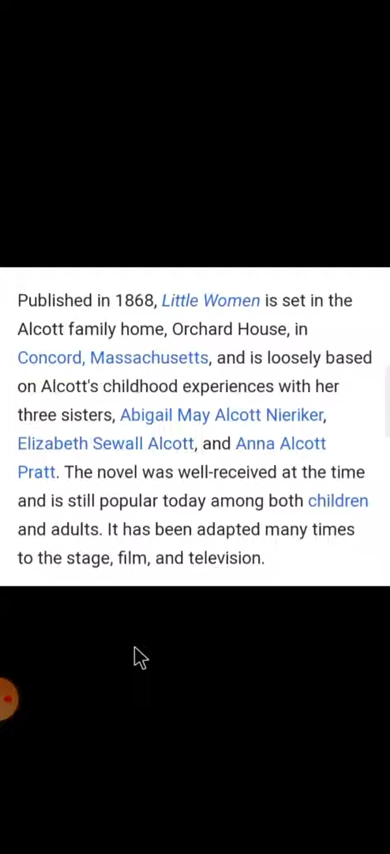 Published in 1868, Little Women is set in the
Alcott family home, Orchard House, in
Concord, Massachusetts, and is loosely based
on Alcott's childhood experiences with her
three sisters, Abigail May Alcott Nieriker,
Elizabeth Sewall Alcott, and Anna Alcott
Pratt. The novel was well-received at the time
and is still popular today among both children
and adults. It has been adapted many times
to the stage, film, and television.